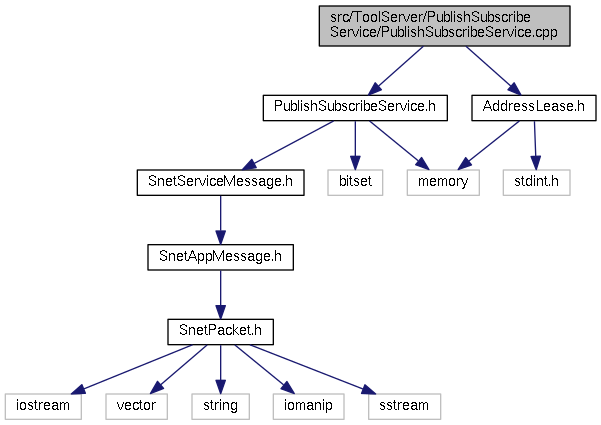 src/ToolServer/PublishSubscribe
Service/PublishSubscribeService.cpp
PublishSubscribeService.h
AddressLease.h
SnetServiceMessage.h
bitset
memory
stdint.h
SnetAppMessage.h
SnetPacket.h
iostream
vector
string
iomanip
sstream